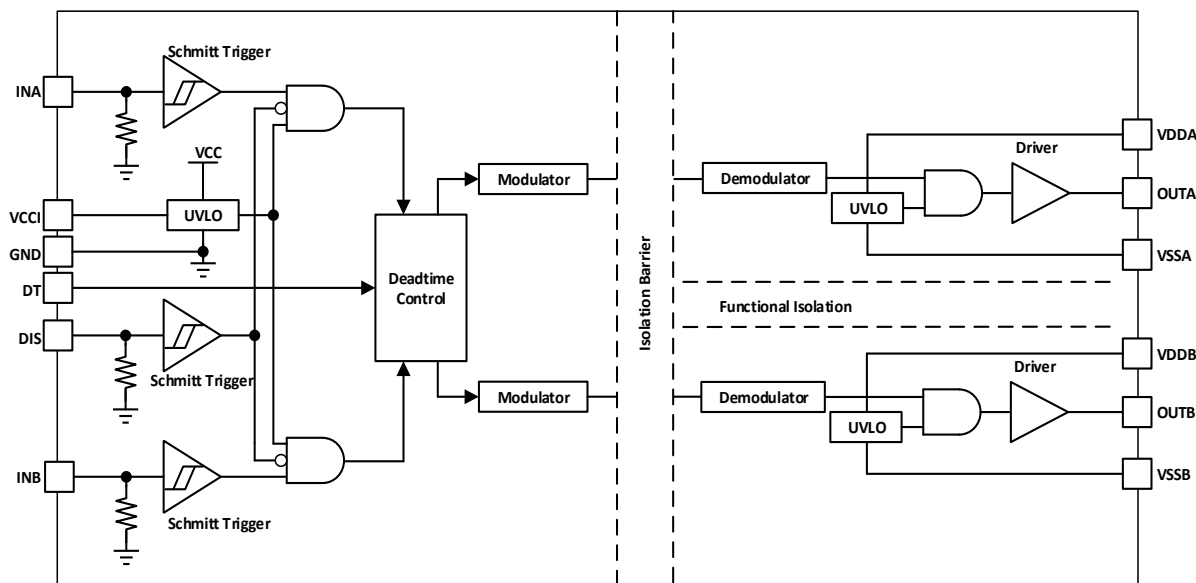 Schmitt Trigger
INA
VCC
UVLO
VCCI
GND
DT
DIS
Schmitt Trigger
INB
Schmitt Trigger
Deadtime
Control
Modulator
Modulator
Isolation Barrier
Demodulator
UVLO
Driver
VDDA
OUTA
VSSA
Functional Isolation
Demodulator
UVLO
Driver
VDDB
OUTB
VSSB